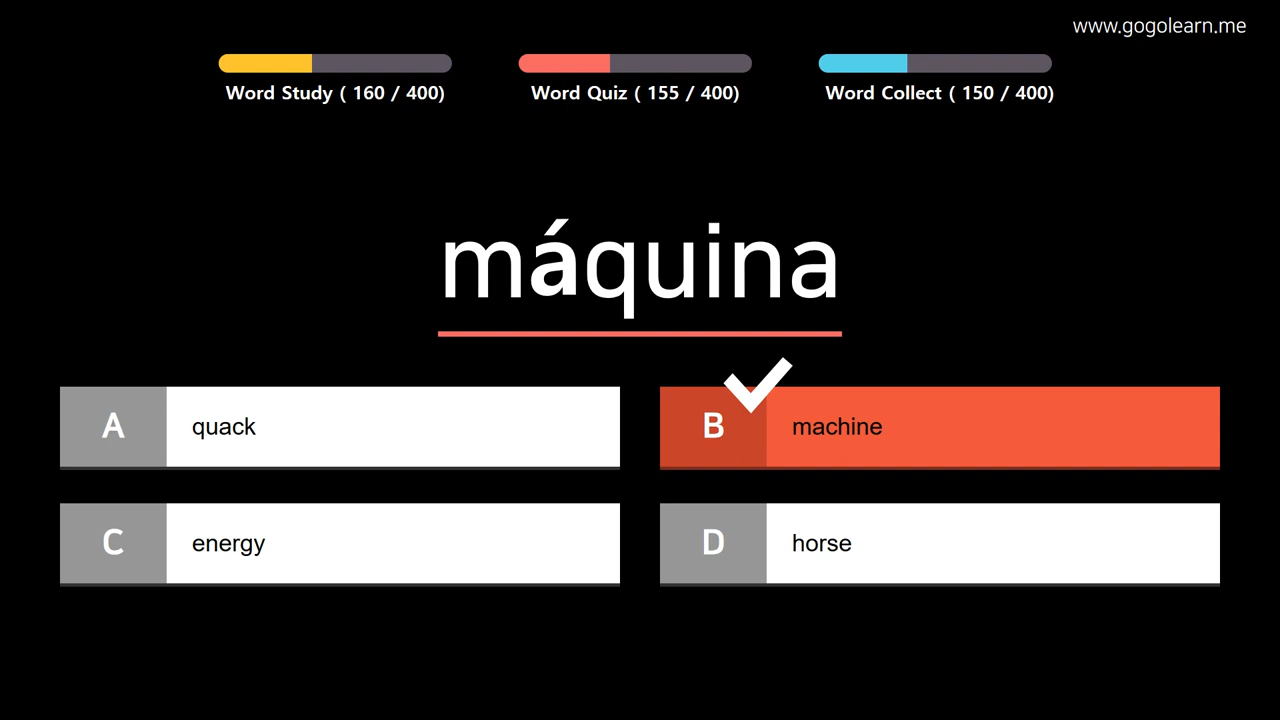 www.gogolearn.me
Word Study ( 160 / 400)
Word Quiz ( 155 / 400)
Word Collect ( 150 / 400)
máquina
A
quack
B
machine
C
energy
D
horse